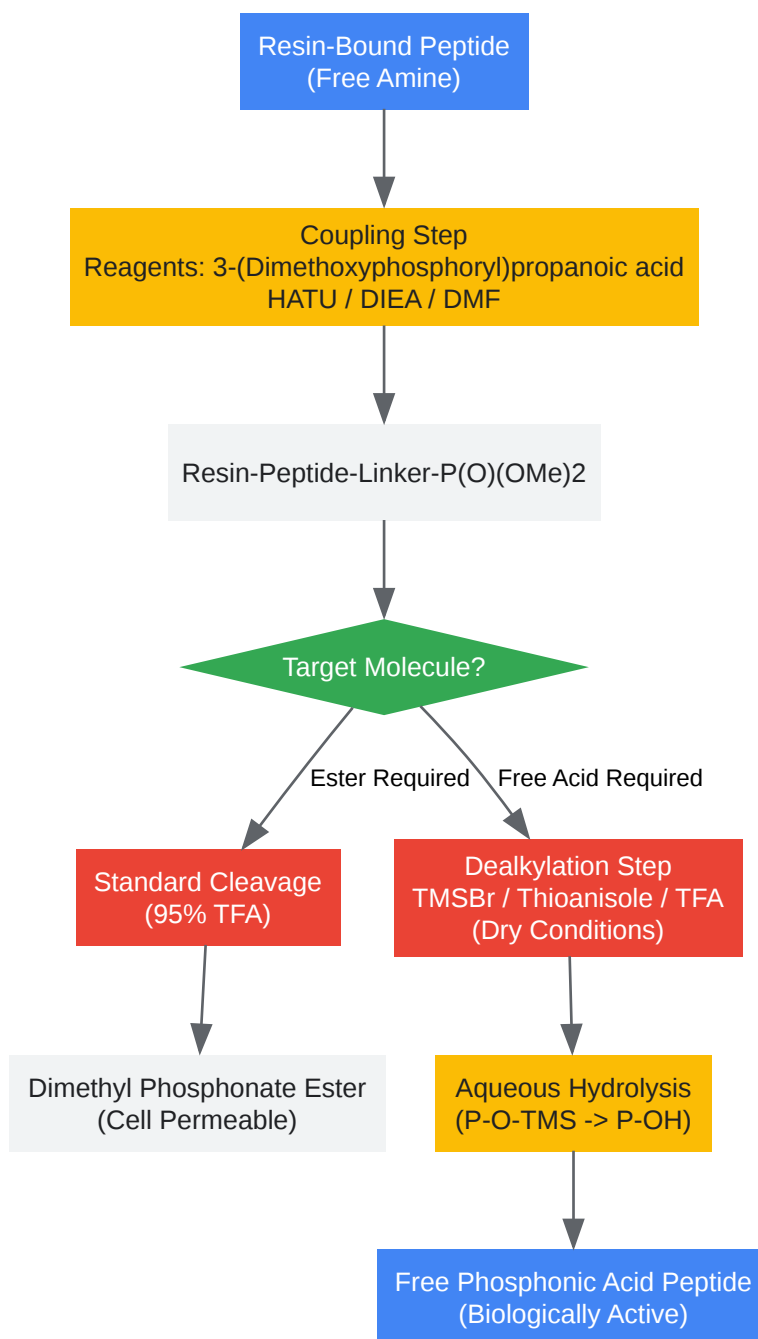 Resin-Bound Peptide
(Free Amine)
Coupling Step
Reagents: 3-(Dimethoxyphosphoryl)propanoic acid
HATU / DIEA / DMF
Resin-Peptide-Linker-P(O)(OMe)2
Target Molecule?
Ester Required
Free Acid Required
Standard Cleavage
(95% TFA)
Dealkylation Step
TMSBr / Thioanisole / TFA
(Dry Conditions)
Dimethyl Phosphonate Ester
(Cell Permeable)
Aqueous Hydrolysis
(P-O-TMS -> P-OH)
Free Phosphonic Acid Peptide
(Biologically Active)